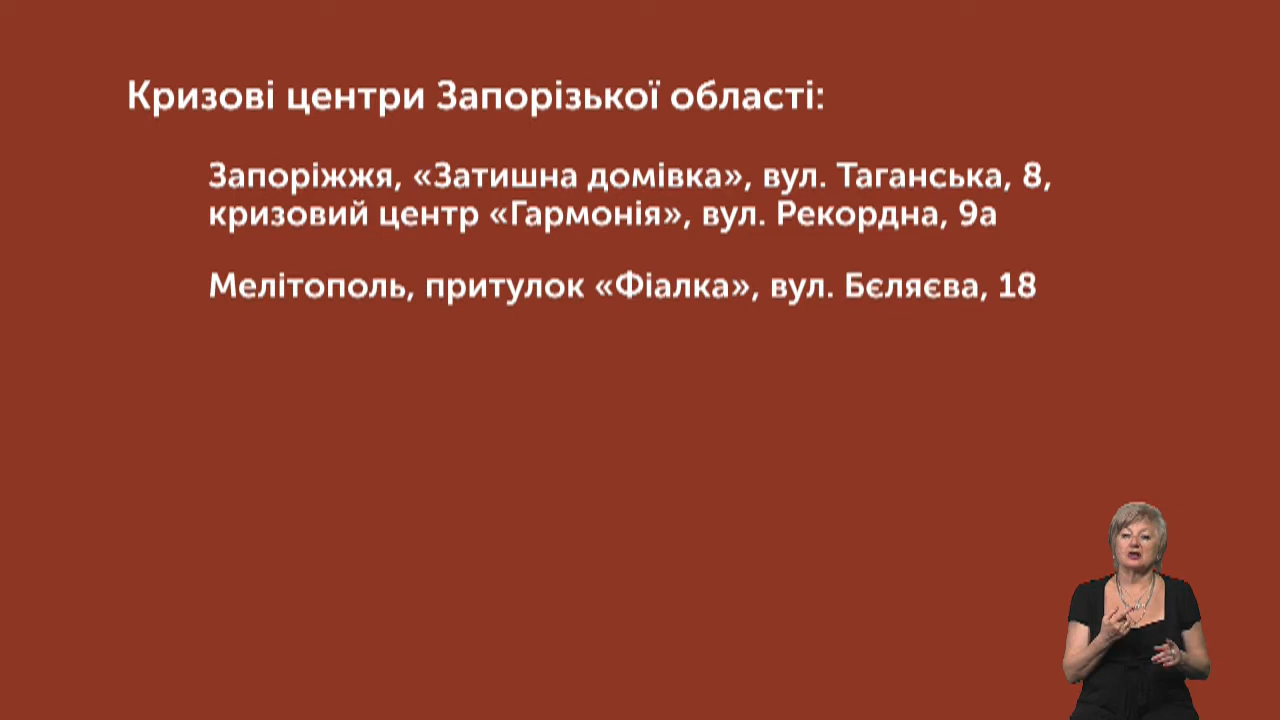 Кризові центри Запорізької області:
Запоріжжя, «Затишна домівка», вул. Таганська, 8,
кризовий центр «Гармонія», вул. Рекордна, 9а
Мелітополь, притулок «Фіалка», вул. Бєляєва, 18